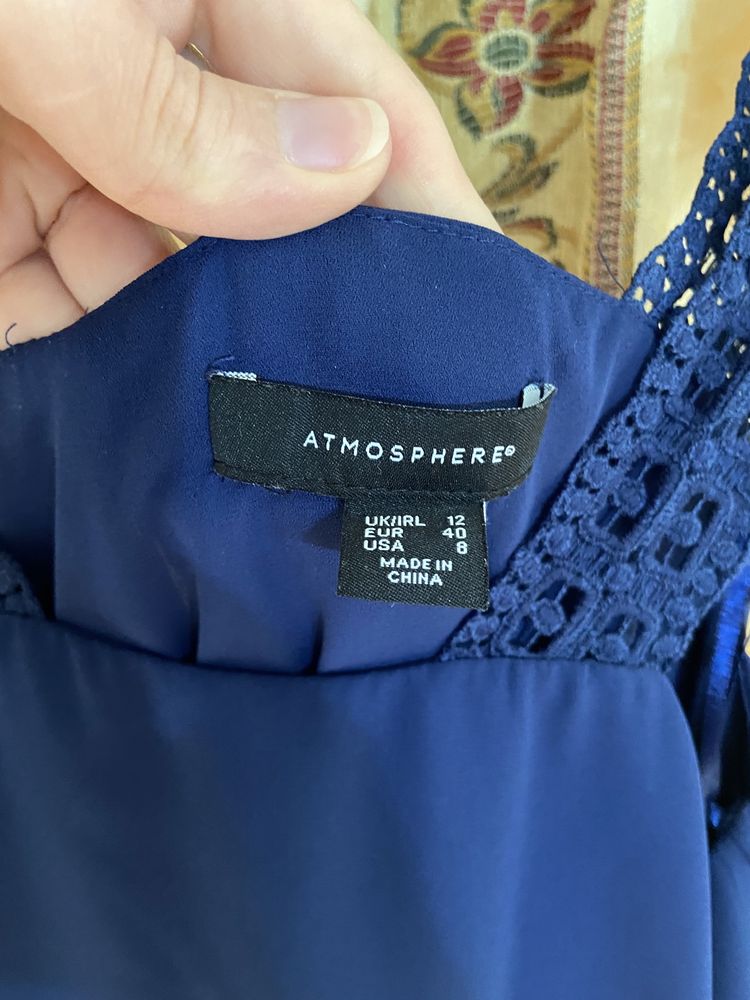 ATMOSPHERE®
UK/IRL 12
EUR 40
USA 8
MADE IN
CHINA